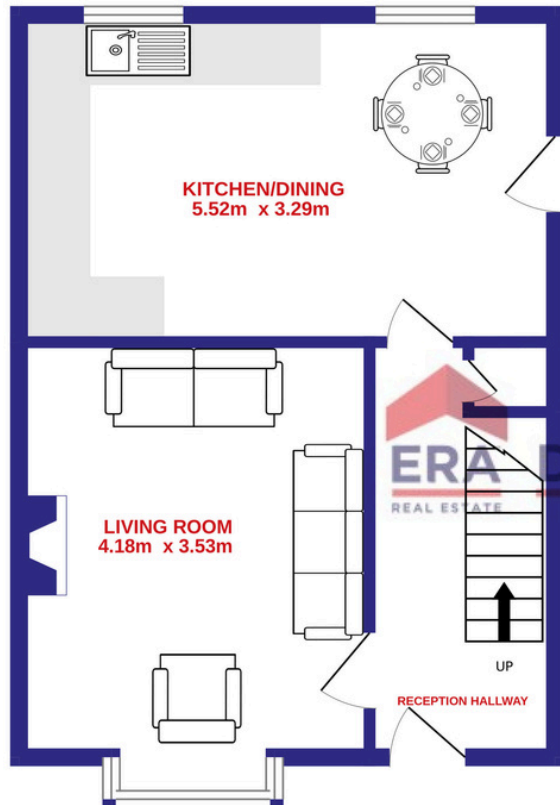 KITCHEN/DINING
5.52m x 3.29m
ERA D
REAL ESTATE
LIVING ROOM
4.18m x 3.53m
UP
RECEPTION HALLWAY